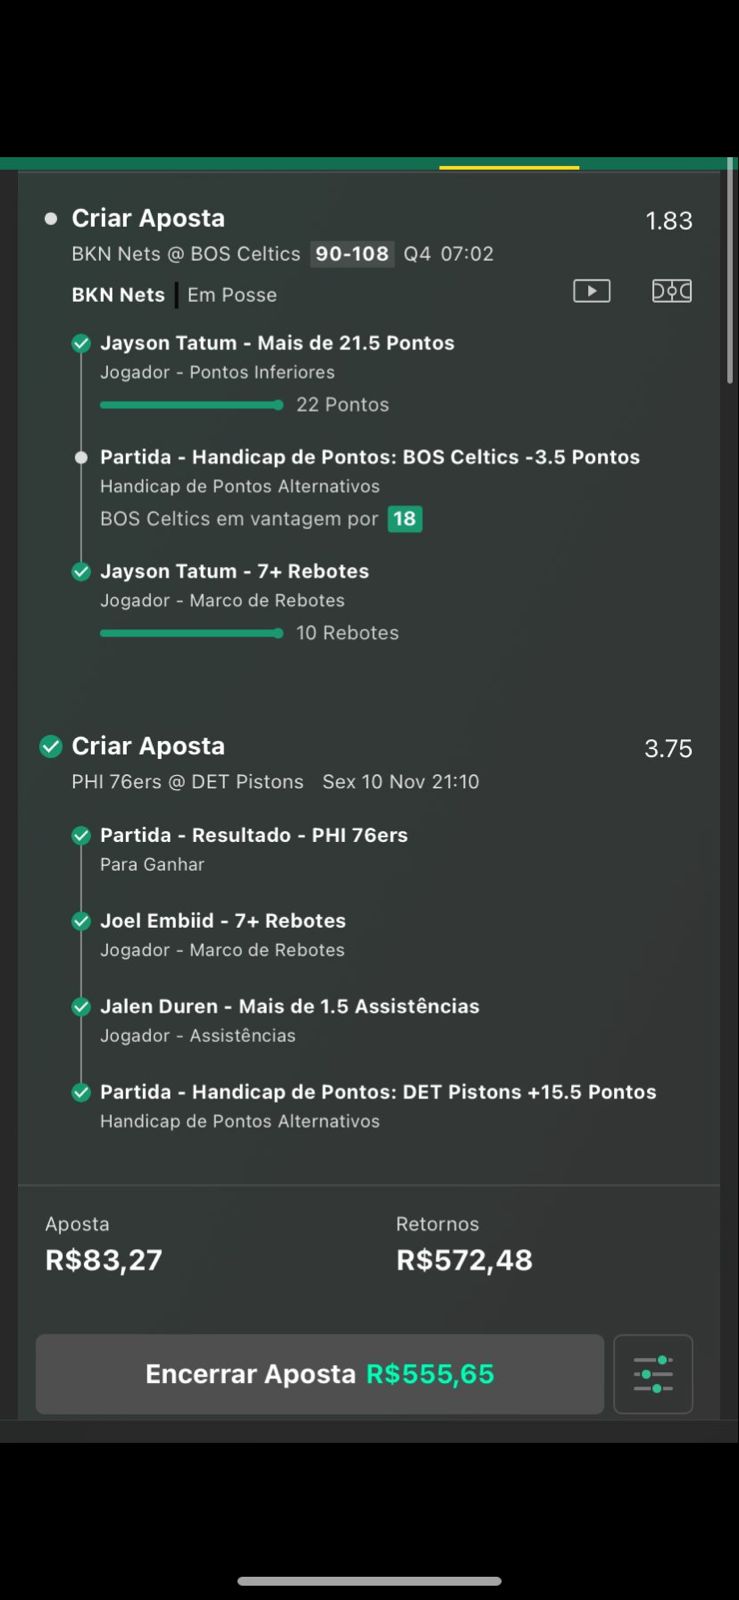 Criar Aposta 1.83
BKN Nets @ BOS Celtics 90-108 Q4 07:02
BKN Nets | Em Posse
Jayson Tatum - Mais de 21.5 Pontos
Jogador - Pontos Inferiores
22 Pontos
Partida - Handicap de Pontos: BOS Celtics -3.5 Pontos
Handicap de Pontos Alternativos
BOS Celtics em vantagem por 18
Jayson Tatum - 7+ Rebotes
Jogador - Marco de Rebotes
10 Rebotes
Criar Aposta 3.75
PHI 76ers @ DET Pistons Sex 10 Nov 21:10
Partida - Resultado - PHI 76ers
Para Ganhar
Joel Embiid - 7+ Rebotes
Jogador - Marco de Rebotes
Jalen Duren - Mais de 1.5 Assistências
Jogador - Assistências
Partida - Handicap de Pontos: DET Pistons +15.5 Pontos
Handicap de Pontos Alternativos
Aposta Retornos
R$83,27 R$572,48
Encerrar Aposta R$555,65